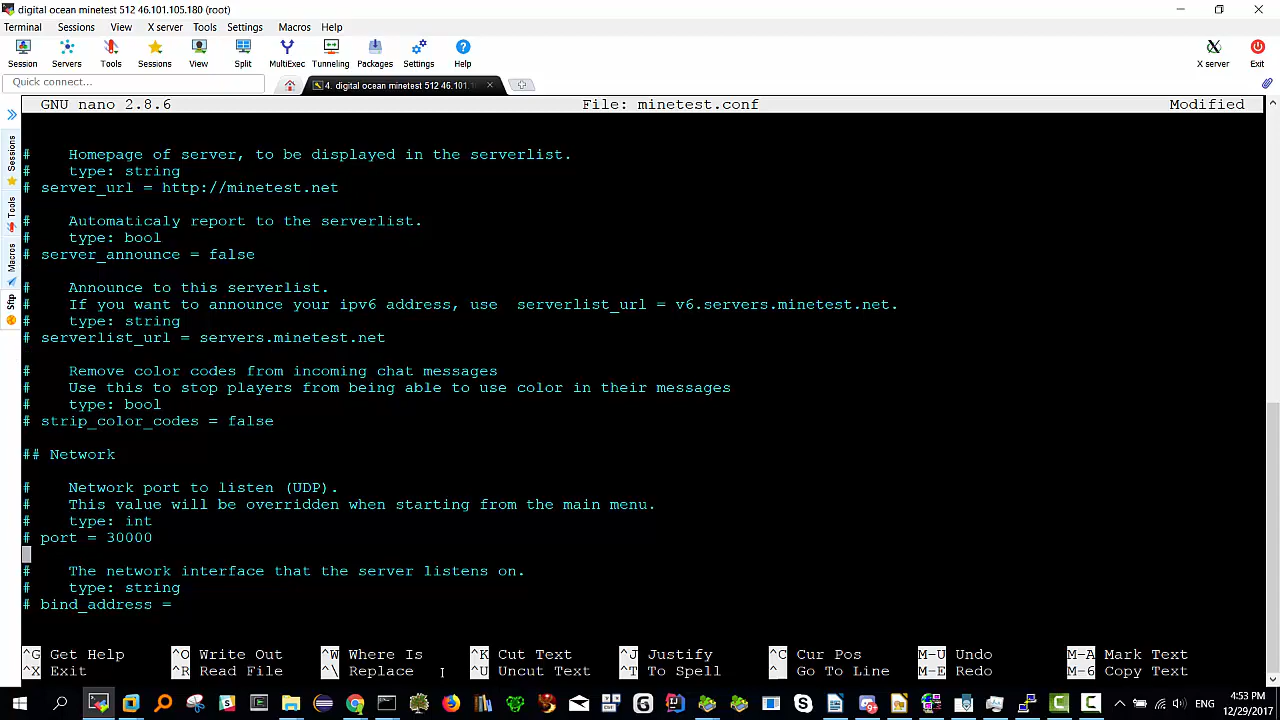 digital ocean minetest 512 46.101.105.180 (root)
Terminal Sessions View X server Tools Settings Macros Help
Session Servers Tools Sessions View Split MultiExec Tunneling Packages Settings Help X server Exit
Quick connect...
4. digital ocean minetest 512 46.101.
Sessions
Tools
Macros
Sftp
GNU nano 2.8.6 File: minetest.conf Modified
#    Homepage of server, to be displayed in the serverlist.
#    type: string
# server_url = http://minetest.net
#    Automaticaly report to the serverlist.
#    type: bool
# server_announce = false
#    Announce to this serverlist.
#    If you want to announce your ipv6 address, use  serverlist_url = v6.servers.minetest.net.
#    type: string
# serverlist_url = servers.minetest.net
#    Remove color codes from incoming chat messages
#    Use this to stop players from being able to use color in their messages
#    type: bool
# strip_color_codes = false
## Network
#    Network port to listen (UDP).
#    This value will be overridden when starting from the main menu.
#    type: int
# port = 30000
#    The network interface that the server listens on.
#    type: string
# bind_address =
^G Get Help ^O Write Out ^W Where Is ^K Cut Text ^J Justify ^C Cur Pos M-U Undo M-A Mark Text
^X Exit ^R Read File ^\ Replace ^U Uncut Text ^T To Spell ^_ Go To Line M-E Redo M-6 Copy Text
ENG
4:53 PM
12/29/2017